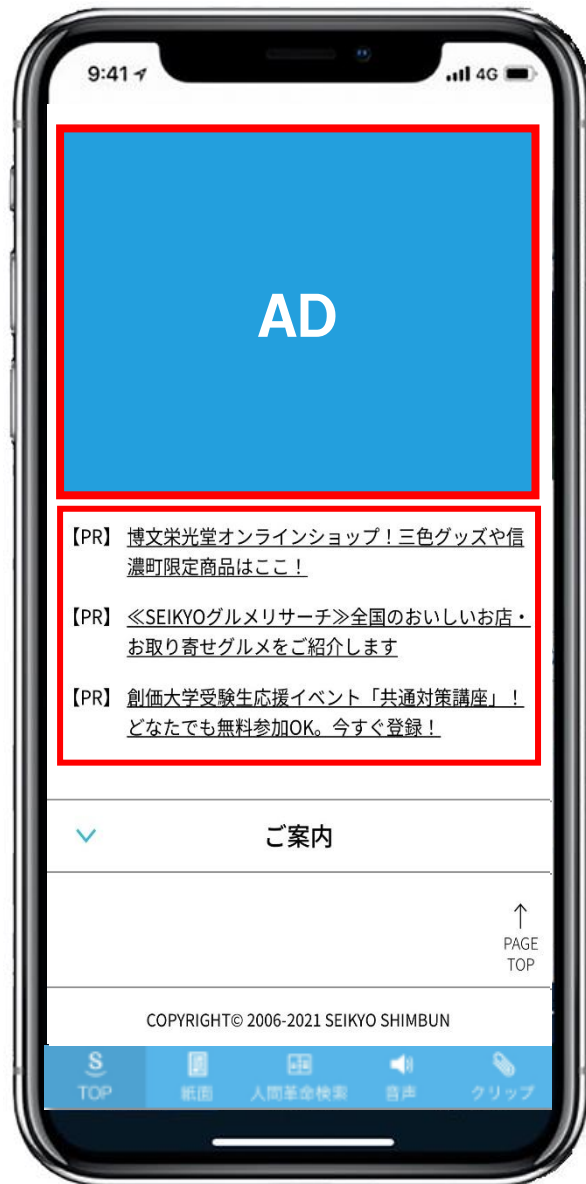 9:41
4G
AD
【PR】 博文栄光堂オンラインショップ！三色グッズや信
濃町限定商品はここ！
【PR】 ≪SEIKYOグルメリサーチ≫全国のおいしいお店・
お取り寄せグルメをご紹介します
【PR】 創価大学受験生応援イベント「共通対策講座」！
どなたでも無料参加OK。今すぐ登録！
ご案内
↑
PAGE
TOP
COPYRIGHT© 2006-2021 SEIKYO SHIMBUN
S
TOP 紙面 人間革命検索 音声 クリップ